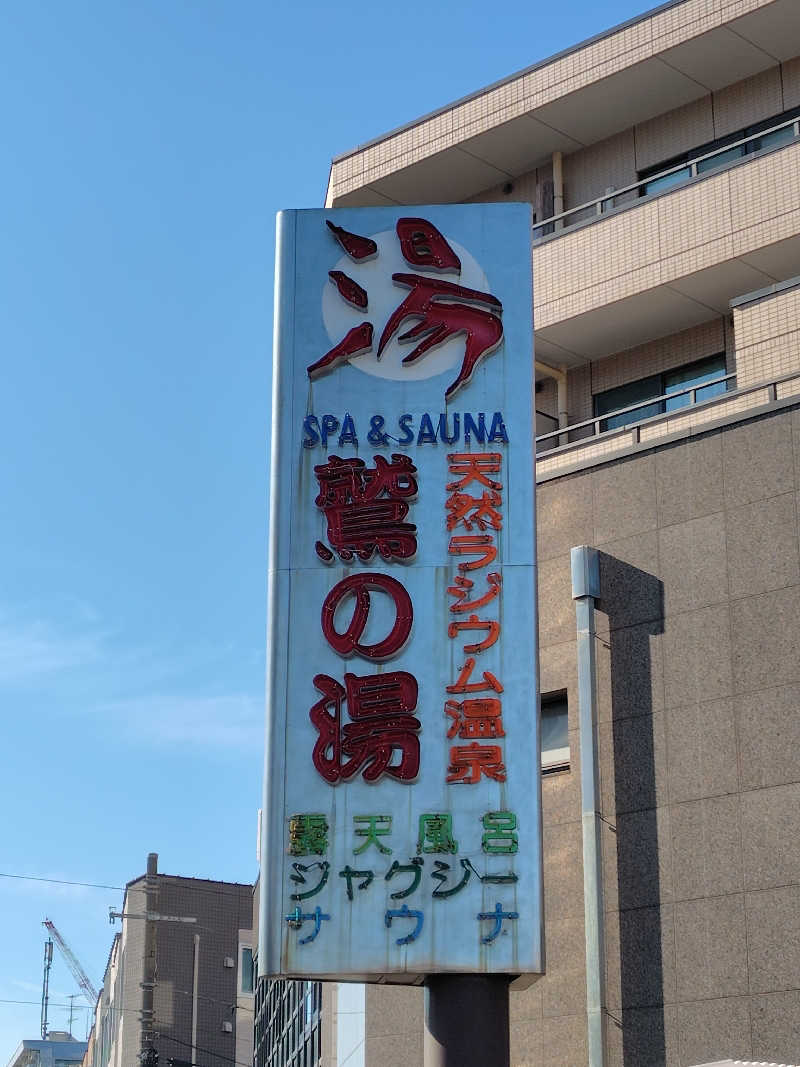 湯
SPA & SAUNA
天然ラジウム温泉
鷲の湯
露天風呂
ジャグジー
サウナ